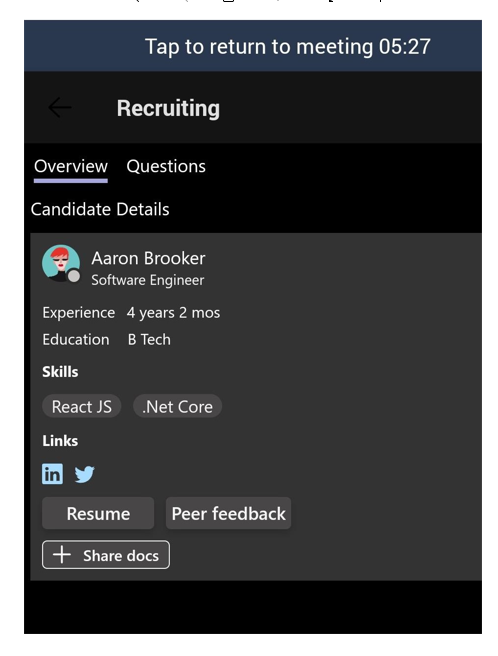 Tap to return to meeting 05:27
Recruiting
Overview Questions
Candidate Details
Aaron Brooker
Software Engineer
Experience 4 years 2 mos
Education B Tech
Skills
React JS .Net Core
Links
in
Resume Peer feedback
+ Share docs